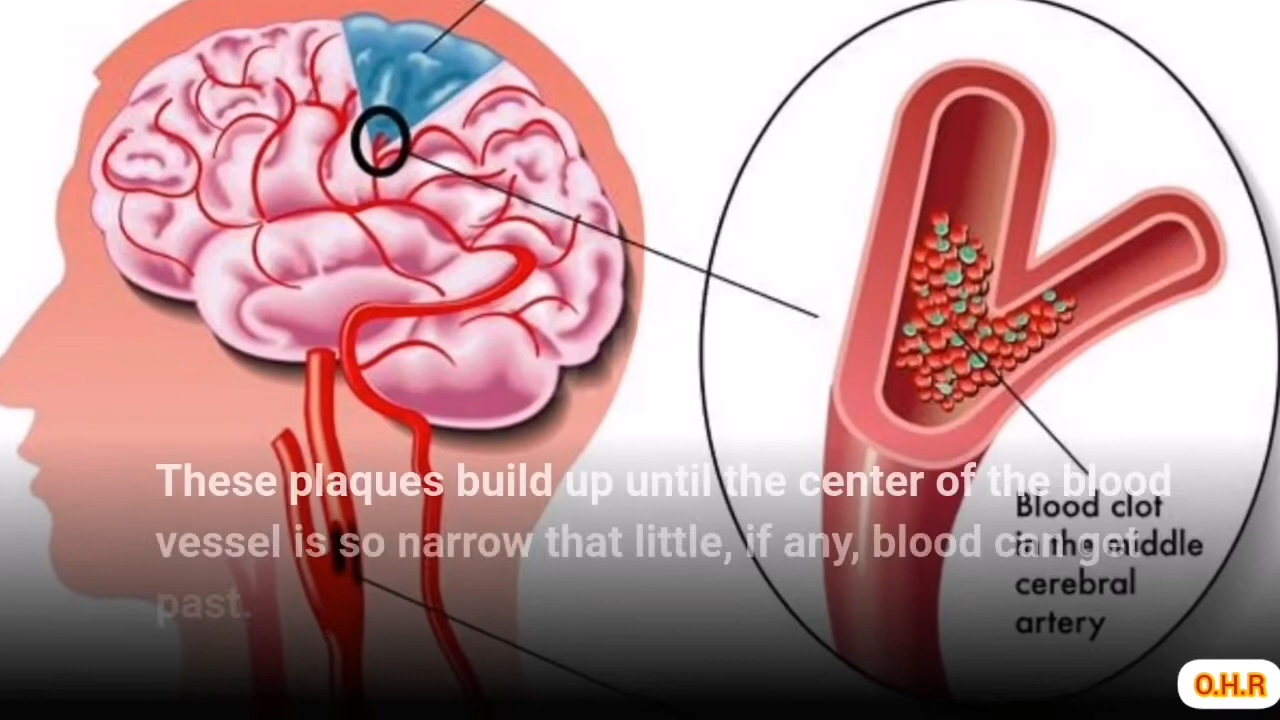 These plaques build up until the center of the blood
vessel is so narrow that little, if any, blood can get
past.
Blood clot
in the middle
cerebral
artery
O.H.R